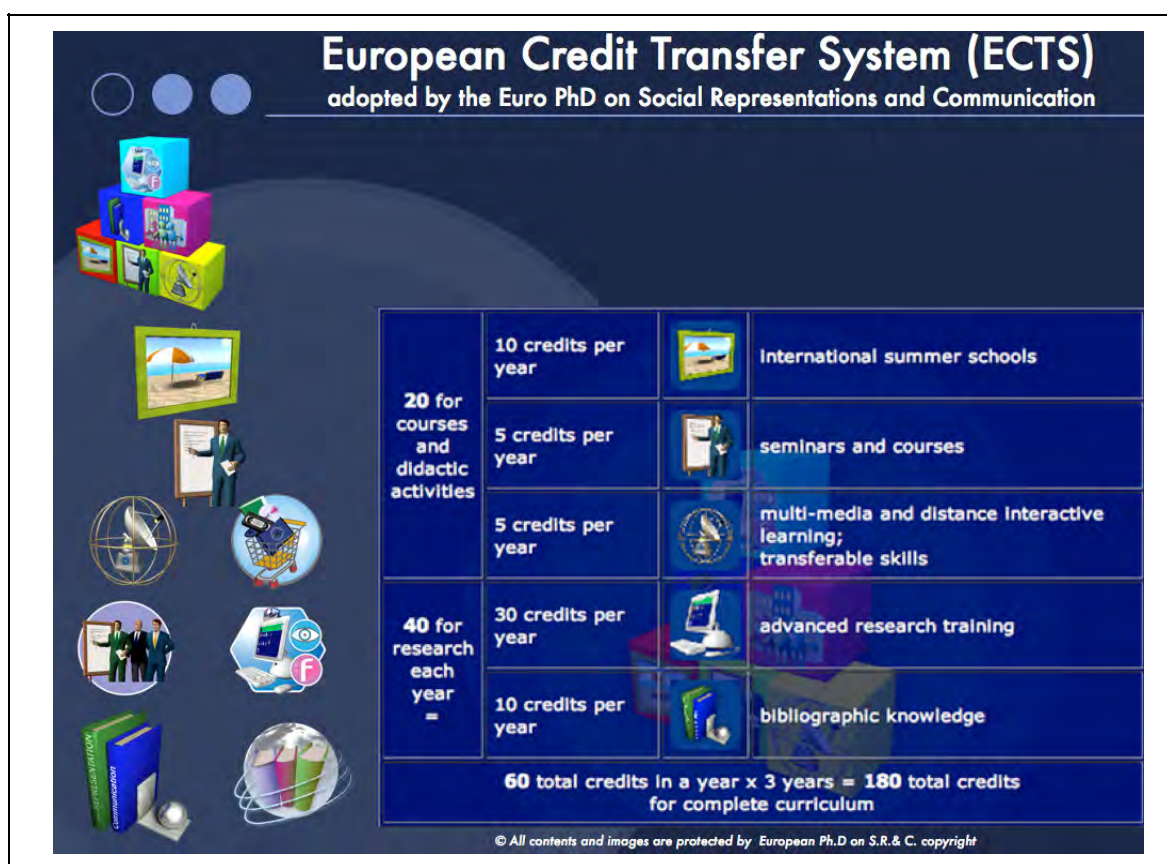 European Credit Transfer System (ECTS)
adopted by the Euro PhD on Social Representations and Communication
20 for
courses
and
didactic
activities
10 credits per
year
international summer schools
5 credits per
year
seminars and courses
5 credits per
year
multi-media and distance interactive
learning;
transferable skills
40 for
research
each
year
=
30 credits per
year
advanced research training
10 credits per
year
bibliographic knowledge
60 total credits in a year x 3 years = 180 total credits
for complete curriculum
REPRESENTATION
Communication
© All contents and images are protected by European Ph.D on S.R.& C. copyright